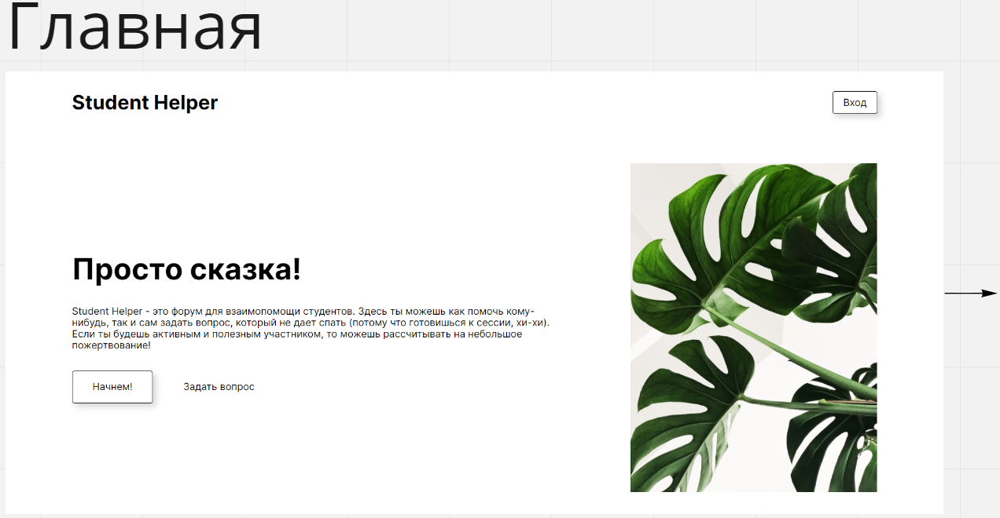 Главная
Student Helper
Вход
Просто сказка!
Student Helper - это форум для взаимопомощи студентов. Здесь ты можешь как помочь кому-
нибудь, так и сам задать вопрос, который не дает спать (потому что готовишься к сессии, хи-хи).
Если ты будешь активным и полезным участником, то можешь рассчитывать на небольшое
пожертвование!
Начнем!
Задать вопрос